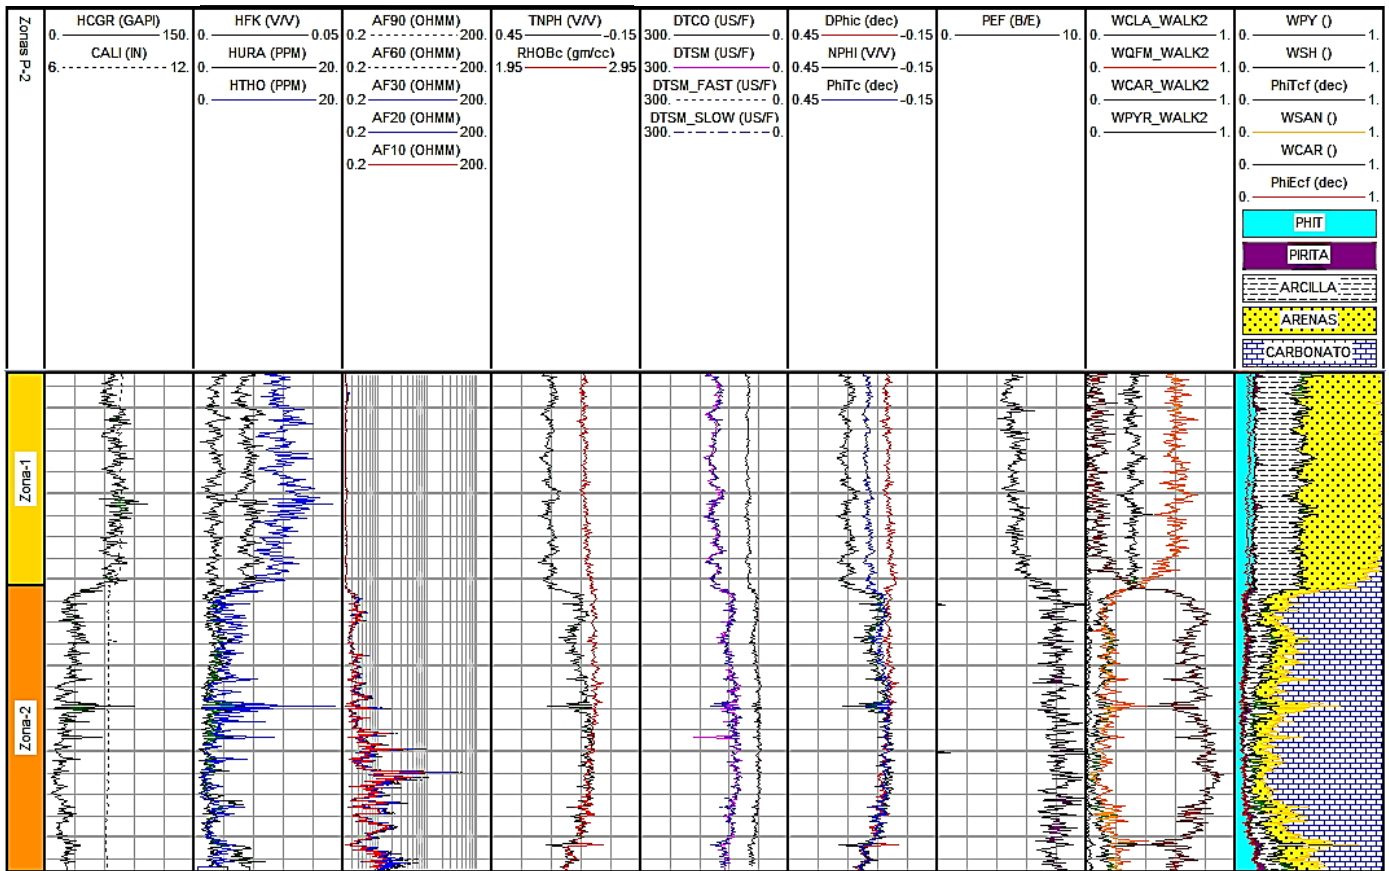 Zonas P-2
HCGR (GAPI)
0. 150.
CALI (IN)
6. 12.
HFK (V/V)
0. 0.05
HURA (PPM)
0. 20.
HTHO (PPM)
0. 20.
AF90 (OHMM)
0.2 200.
AF60 (OHMM)
0.2 200.
AF30 (OHMM)
0.2 200.
AF20 (OHMM)
0.2 200.
AF10 (OHMM)
0.2 200.
TNPH (V/V)
0.45 -0.15
RHOBc (gm/cc)
1.95 2.95
DTCO (US/F)
300. 0.
DTSM (US/F)
300. 0.
DTSM_FAST (US/F)
300. 0.
DTSM_SLOW (US/F)
300. 0.
DPhic (dec)
0.45 -0.15
NPHI (V/V)
0.45 -0.15
PhiTc (dec)
0.45 -0.15
PEF (B/E)
0. 10.
WCLA_WALK2
0. 1.
WQFM_WALK2
0. 1.
WCAR_WALK2
0. 1.
WPYR_WALK2
0. 1.
WPY ()
0. 1.
WSH ()
0. 1.
PhiTcf (dec)
0. 1.
WSAN ()
0. 1.
WCAR ()
0. 1.
PhiEcf (dec)
0. 1.
PHIT
PIRITA
ARCILLA
ARENAS
CARBONATO
Zona-1
Zona-2